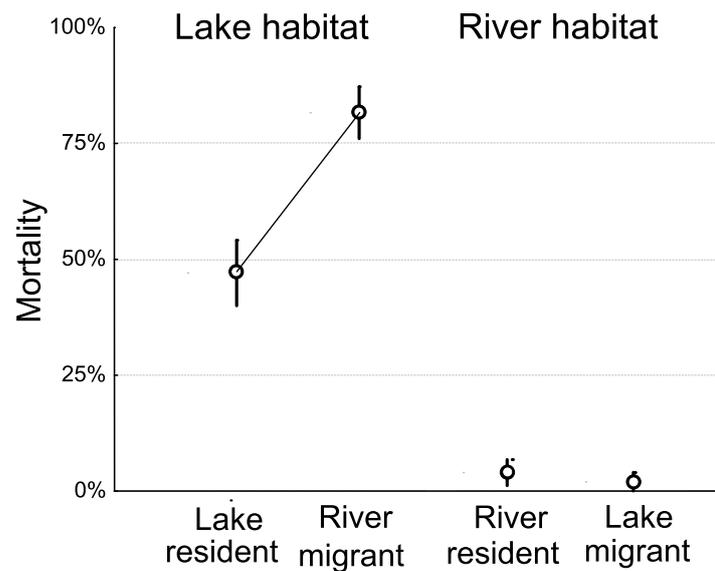 Lake habitat
River habitat
Mortality
100%
75%
50%
25%
0%
Lake
resident
River
migrant
River
resident
Lake
migrant